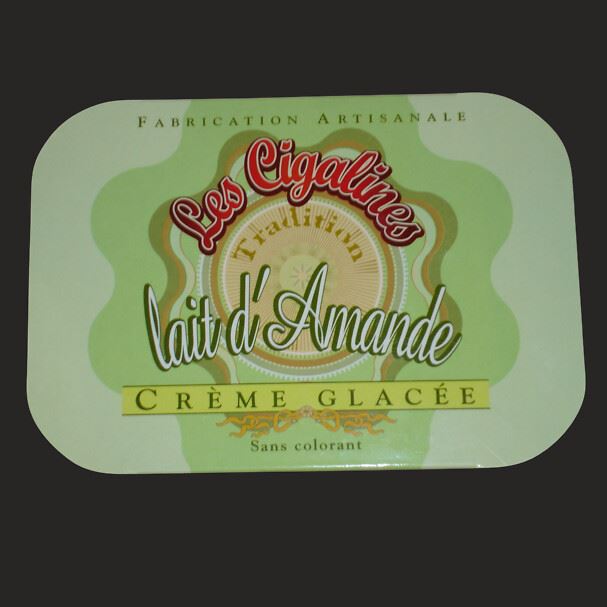 FABRICATION ARTISANALE
Les Cigalines
Tradition
lait d'Amande
CRÈME GLACÉE
Sans colorant